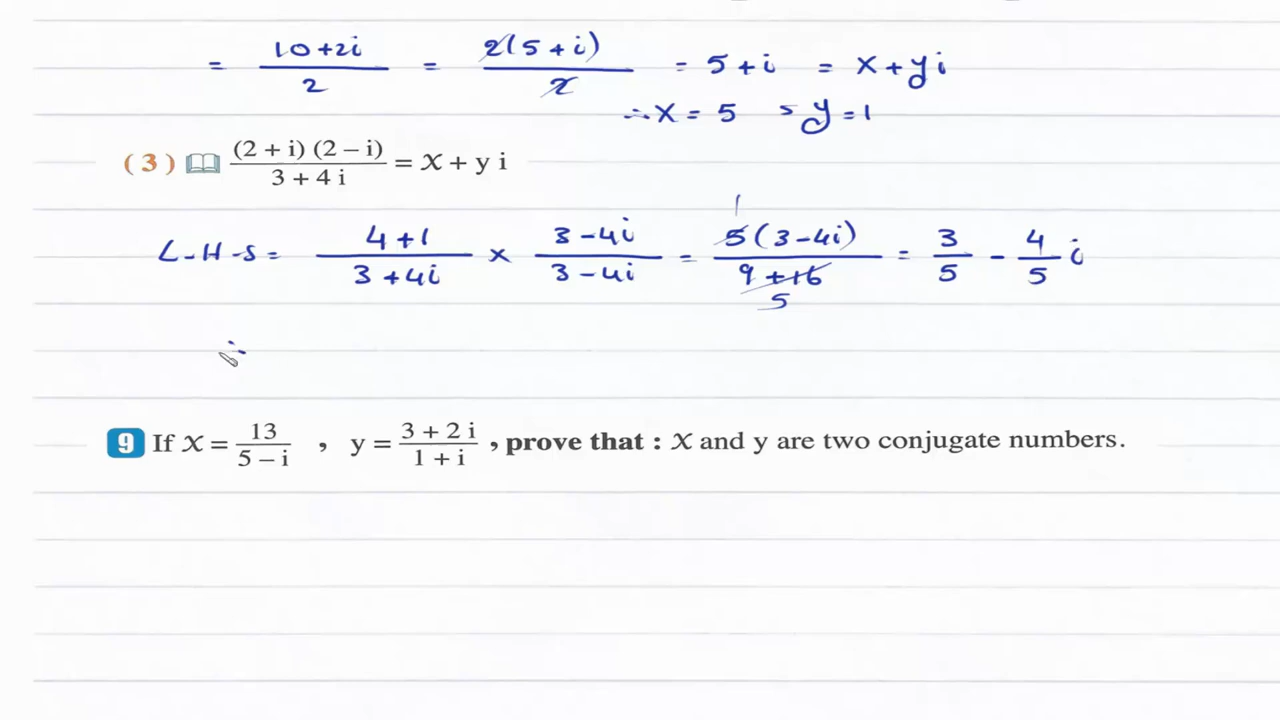 = 10+2i / 2 = 2(5+i) / 2 = 5+i = x+yi
∴ x = 5 , y = 1
(3) (2 + i) (2 – i) / 3 + 4 i = X + y i
L-H-S = 4+1 / 3+4i × 3-4i / 3-4i = 5(3-4i) / 9+16 = 3/5 - 4/5 i
1
5
∴
9 If X = 13 / 5 – i , y = 3 + 2 i / 1 + i , prove that : X and y are two conjugate numbers.